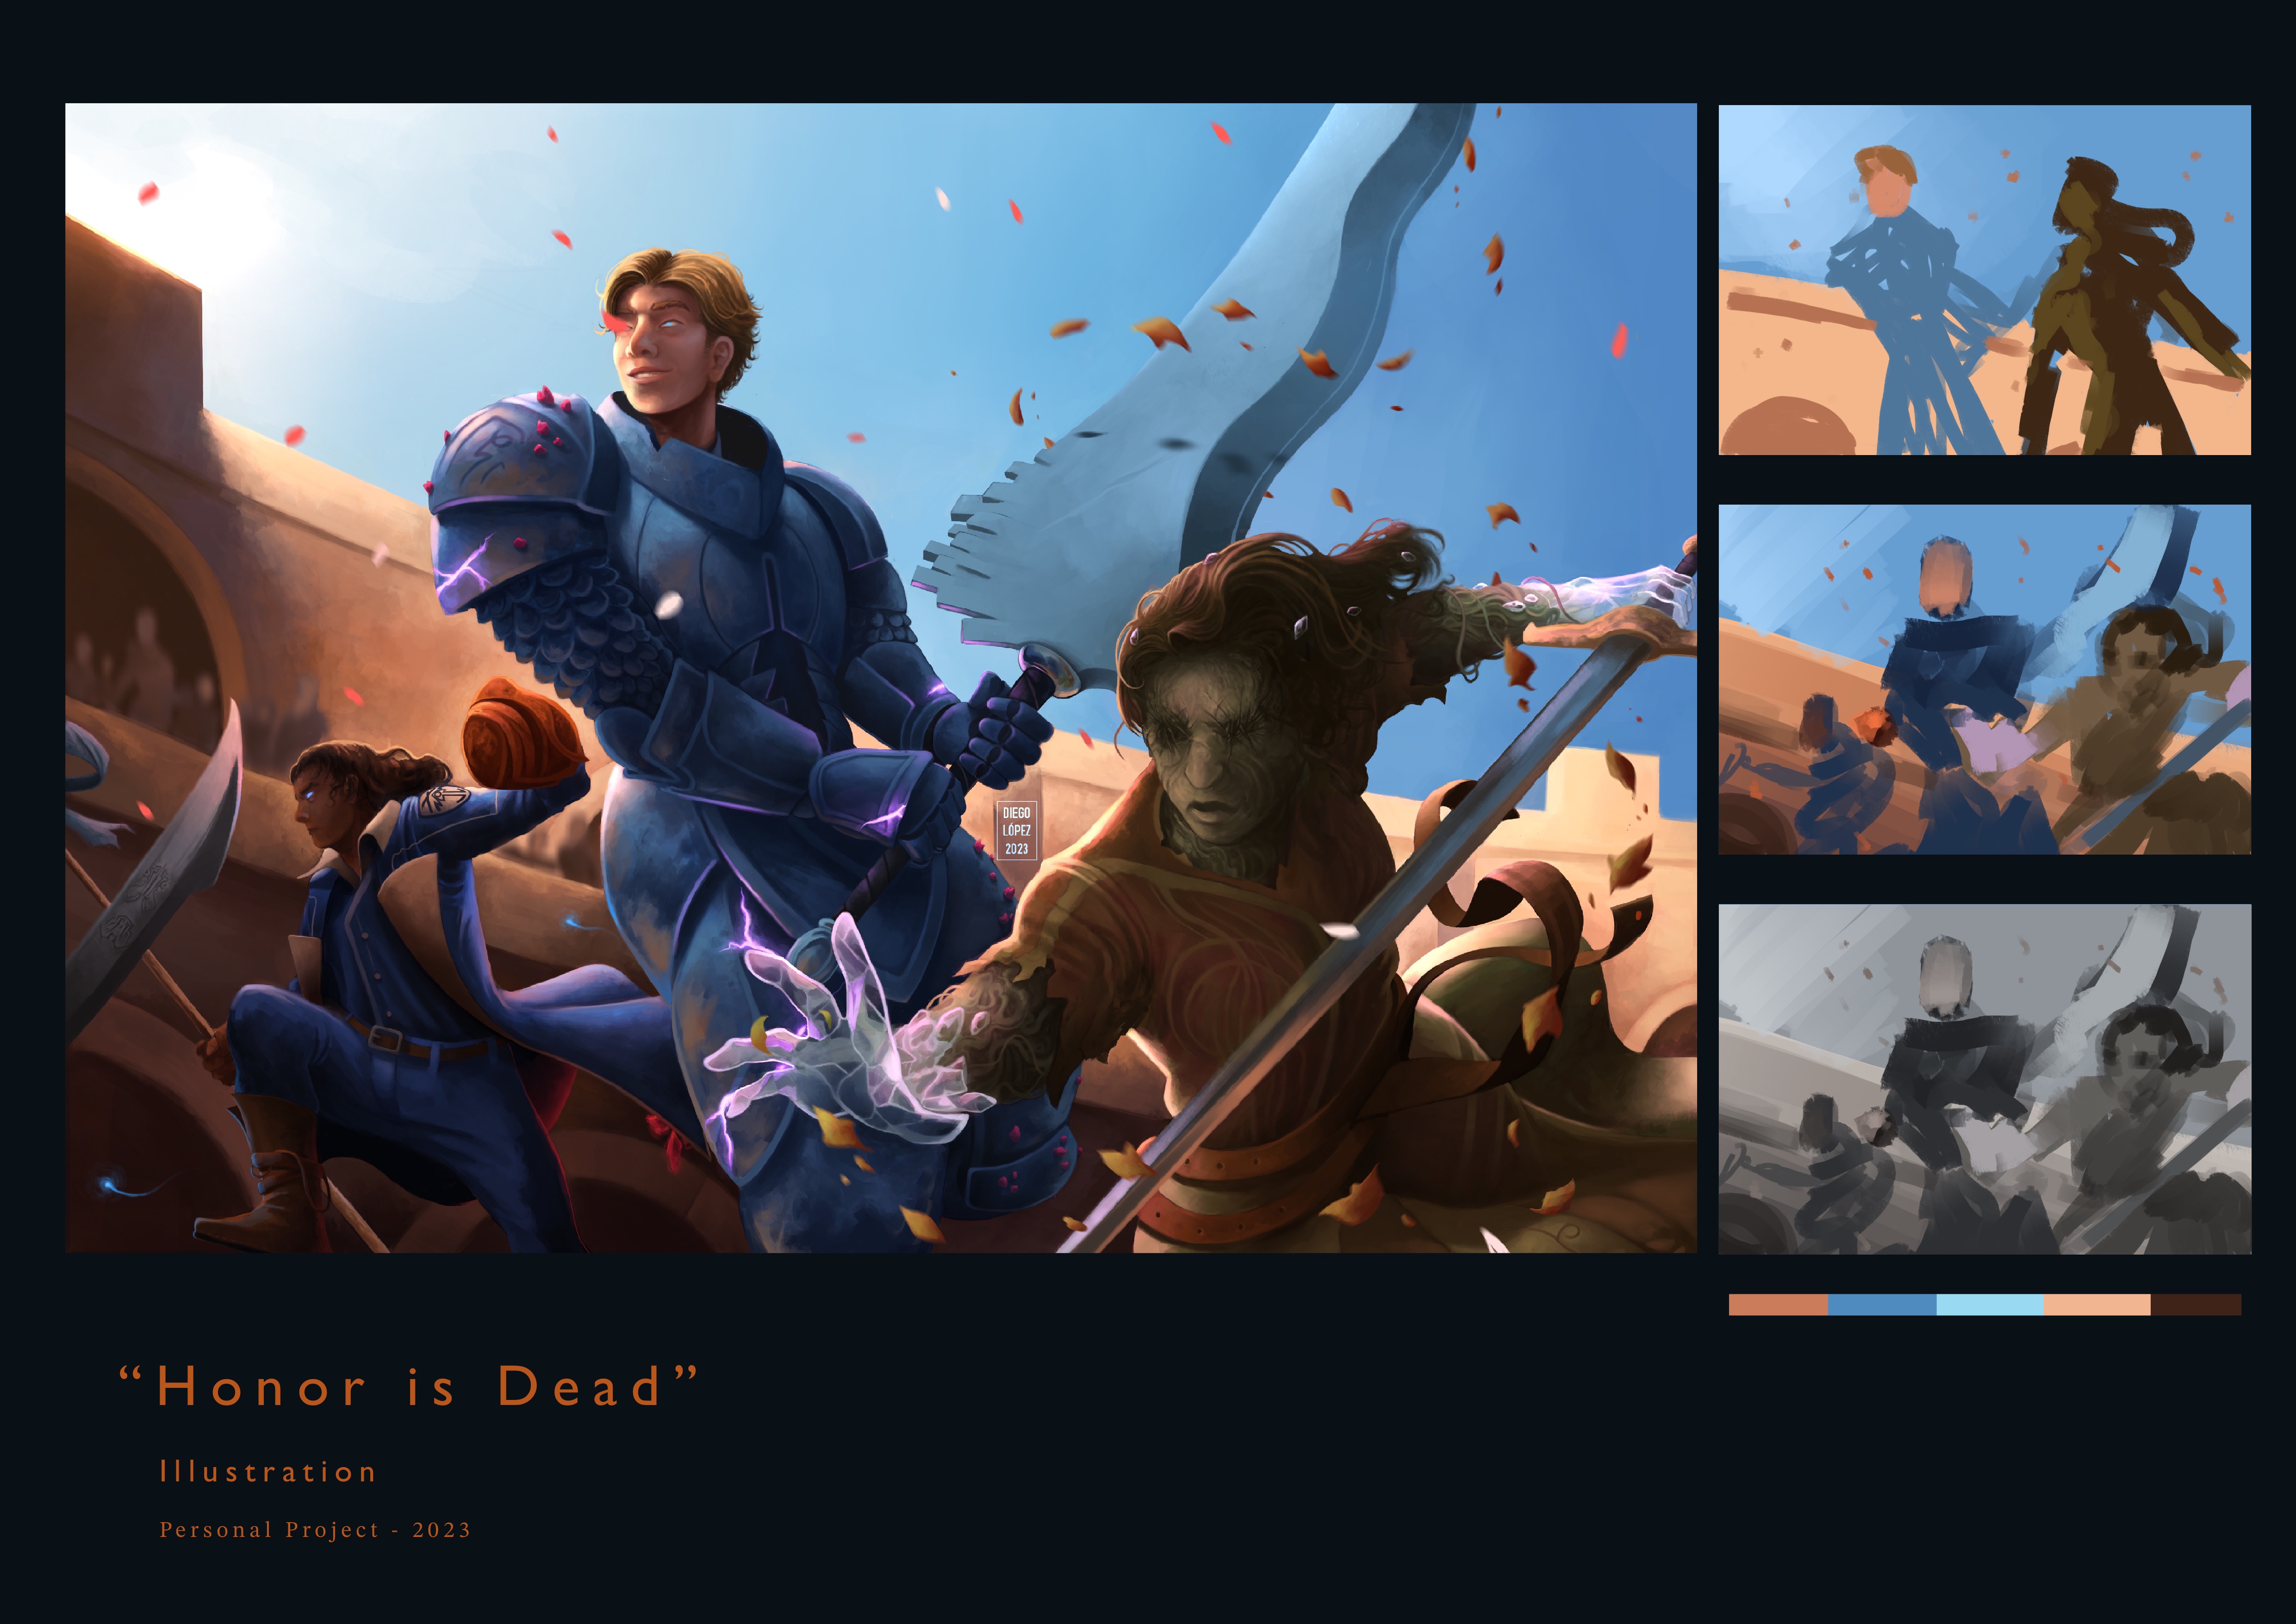 DIEGO
LÓPEZ
2023
“Honor is Dead”
Illustration
Personal Project - 2023